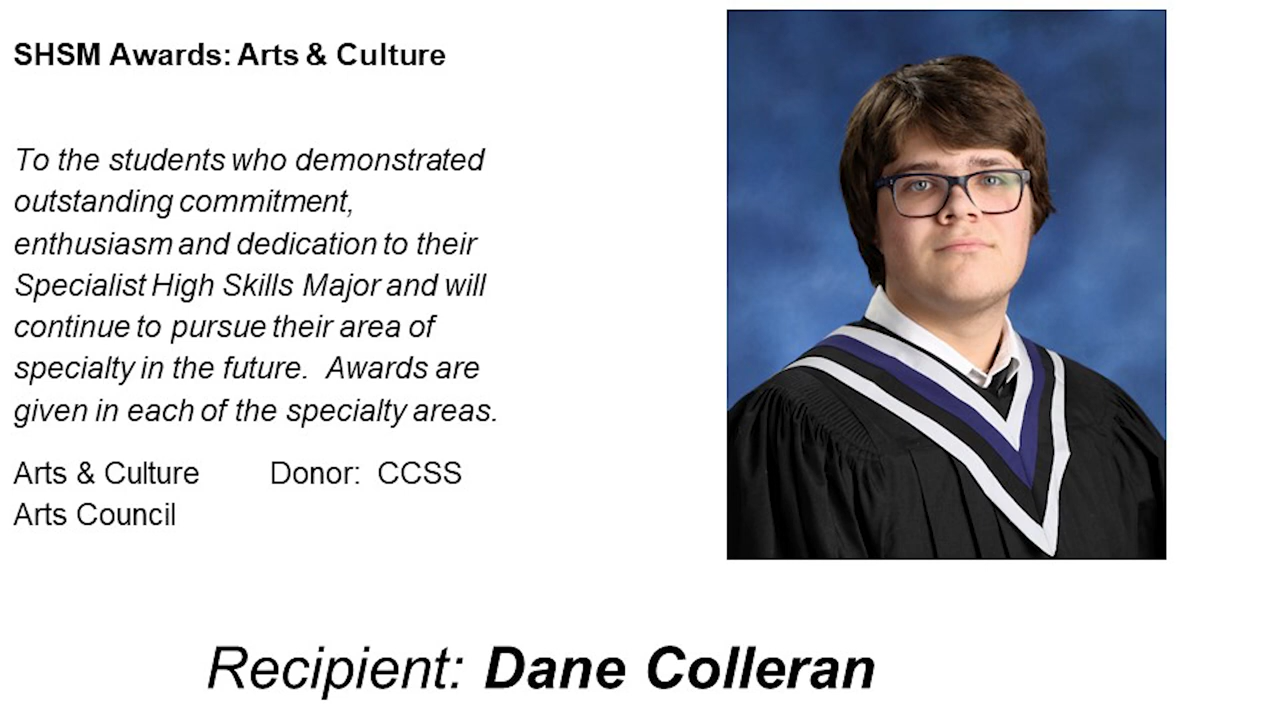 SHSM Awards: Arts & Culture
To the students who demonstrated
outstanding commitment,
enthusiasm and dedication to their
Specialist High Skills Major and will
continue to pursue their area of
specialty in the future.  Awards are
given in each of the specialty areas.
Arts & Culture Donor:  CCSS
Arts Council
Recipient: Dane Colleran